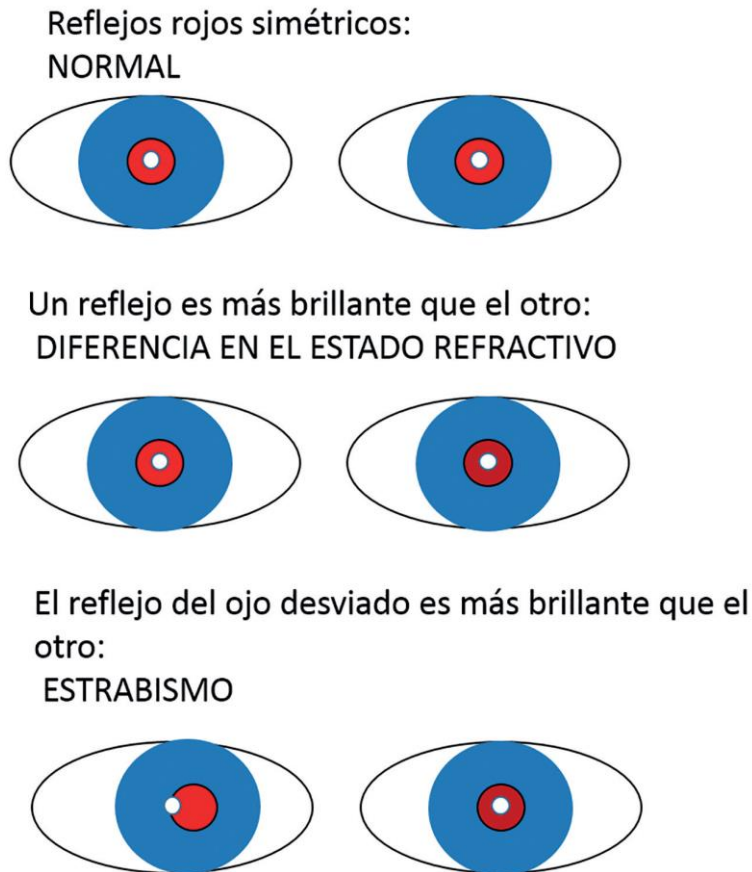 Reflejos rojos simétricos:
NORMAL
Un reflejo es más brillante que el otro:
DIFERENCIA EN EL ESTADO REFRACTIVO
El reflejo del ojo desviado es más brillante que el
otro:
ESTRABISMO